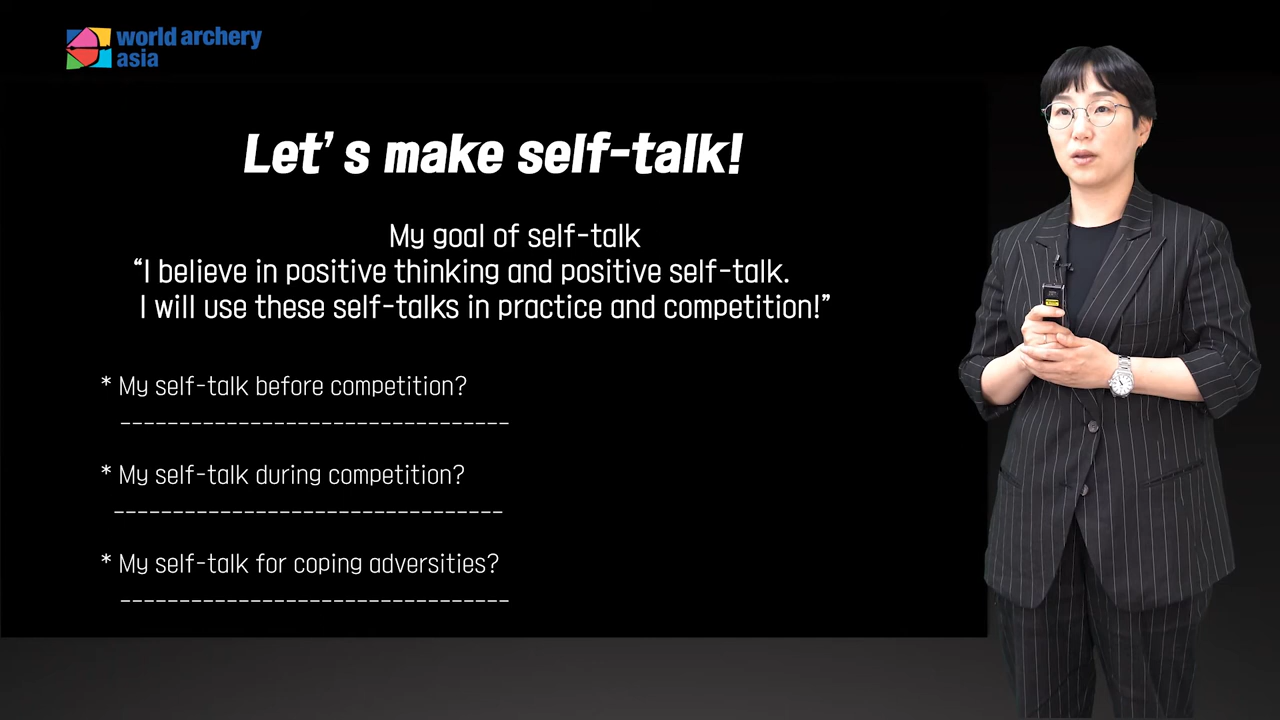 world archery
asia
Let's make self-talk!
My goal of self-talk
“I believe in positive thinking and positive self-talk.
I will use these self-talks in practice and competition!”
* My self-talk before competition?
---------------------------------
* My self-talk during competition?
---------------------------------
* My self-talk for coping adversities?
---------------------------------